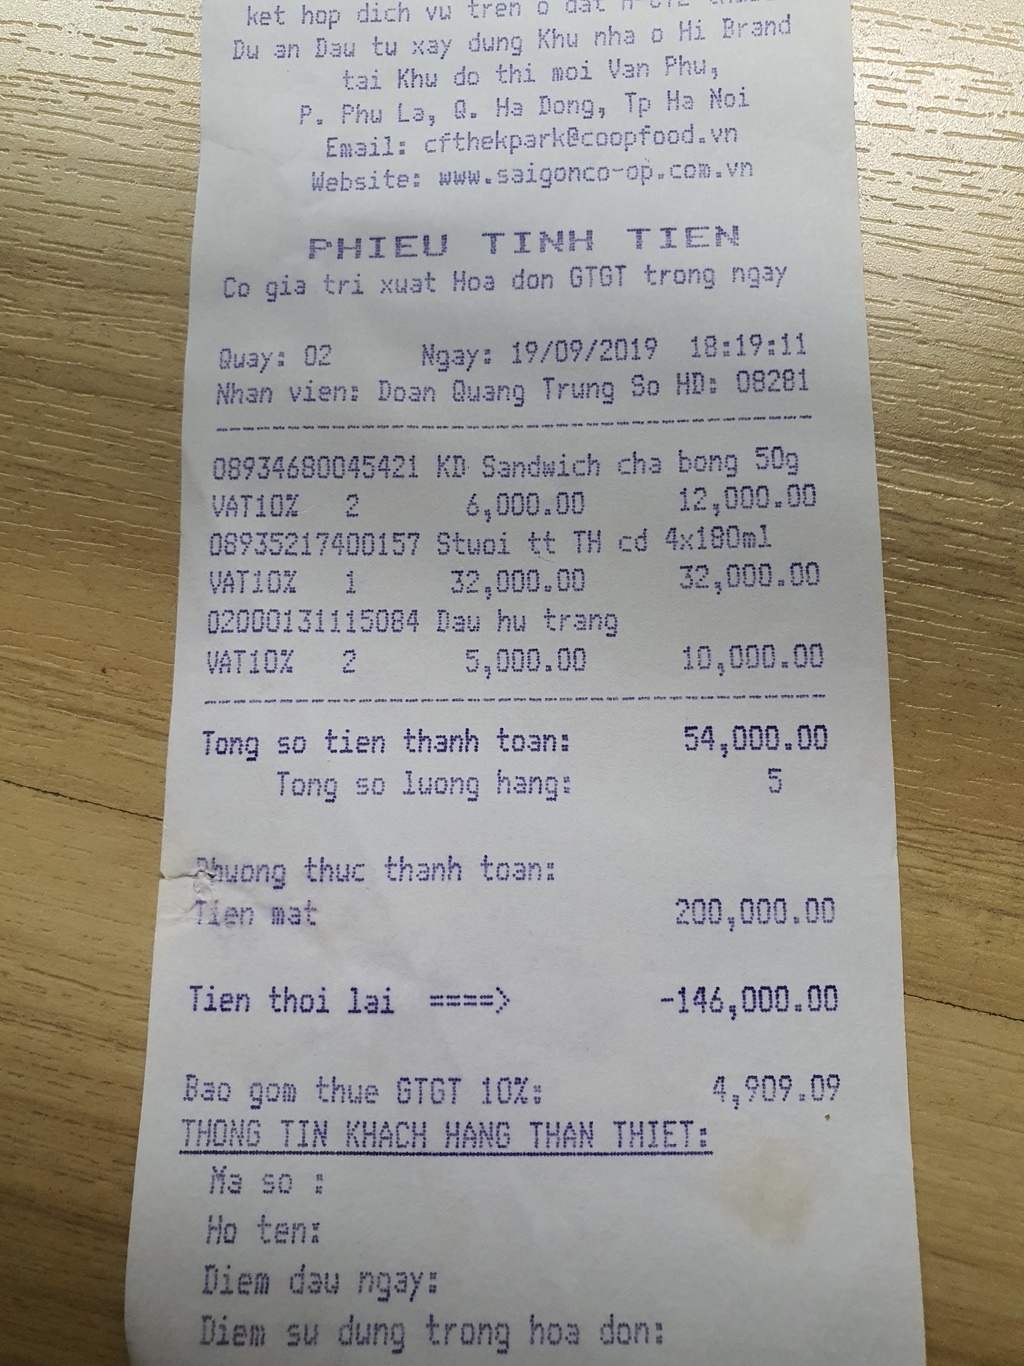 ket hop dich vu tren o dat
Du an Dau tu xay dung Khu nha o Hi Brand
tai Khu do thi moi Van Phu,
P. Phu La, Q. Ha Dong, Tp Ha Noi
Email: cfthekpark@coopfood.vn
Website: www.saigonco-op.com.vn
PHIEU TINH TIEN
Co gia tri xuat Hoa don GTGT trong ngay
Quay: 02 Ngay: 19/09/2019 18:19:11
Nhan vien: Doan Quang Trung So HD: 08281
08934680045421 KD Sandwich cha bong 50g
VAT10% 2 6,000.00 12,000.00
08935217400157 Stuoi tt TH cd 4x180ml
VAT10% 1 32,000.00 32,000.00
02000131115084 Dau hu trang
VAT10% 2 5,000.00 10,000.00
Tong so tien thanh toan: 54,000.00
Tong so luong hang: 5
Phuong thuc thanh toan:
Tien mat 200,000.00
Tien thoi lai ====> -146,000.00
Bao gom thue GTGT 10%: 4,909.09
THONG TIN KHACH HANG THAN THIET:
Ma so :
Ho ten:
Diem dau ngay:
Diem su dung trong hoa don: